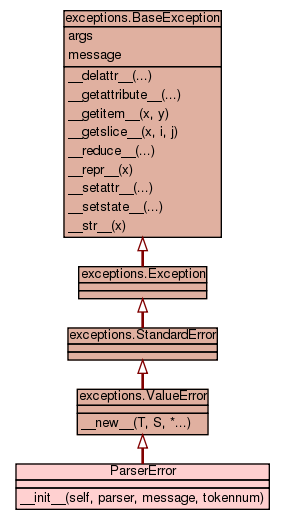 exceptions.BaseException
args
message
__delattr__(...)
__getattribute__(...)
__getitem__(x, y)
__getslice__(x, i, j)
__reduce__(...)
__repr__(x)
__setattr__(...)
__setstate__(...)
__str__(x)
exceptions.Exception
exceptions.StandardError
exceptions.ValueError
__new__(T, S, *...)
ParserError
__init__(self, parser, message, tokennum)